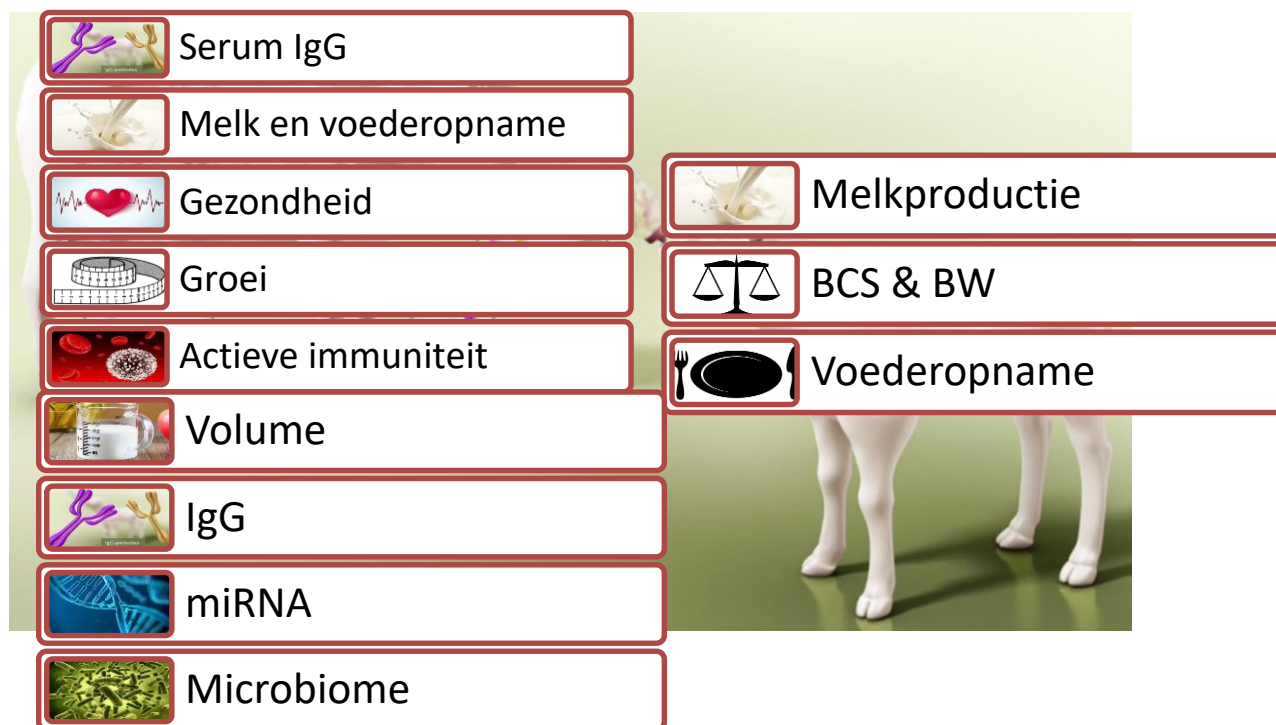 Serum IgG
Melk en voederopname
Gezondheid
Groei
Actieve immuniteit
Volume
IgG
miRNA
Microbiome
Melkproductie
BCS & BW
Voederopname